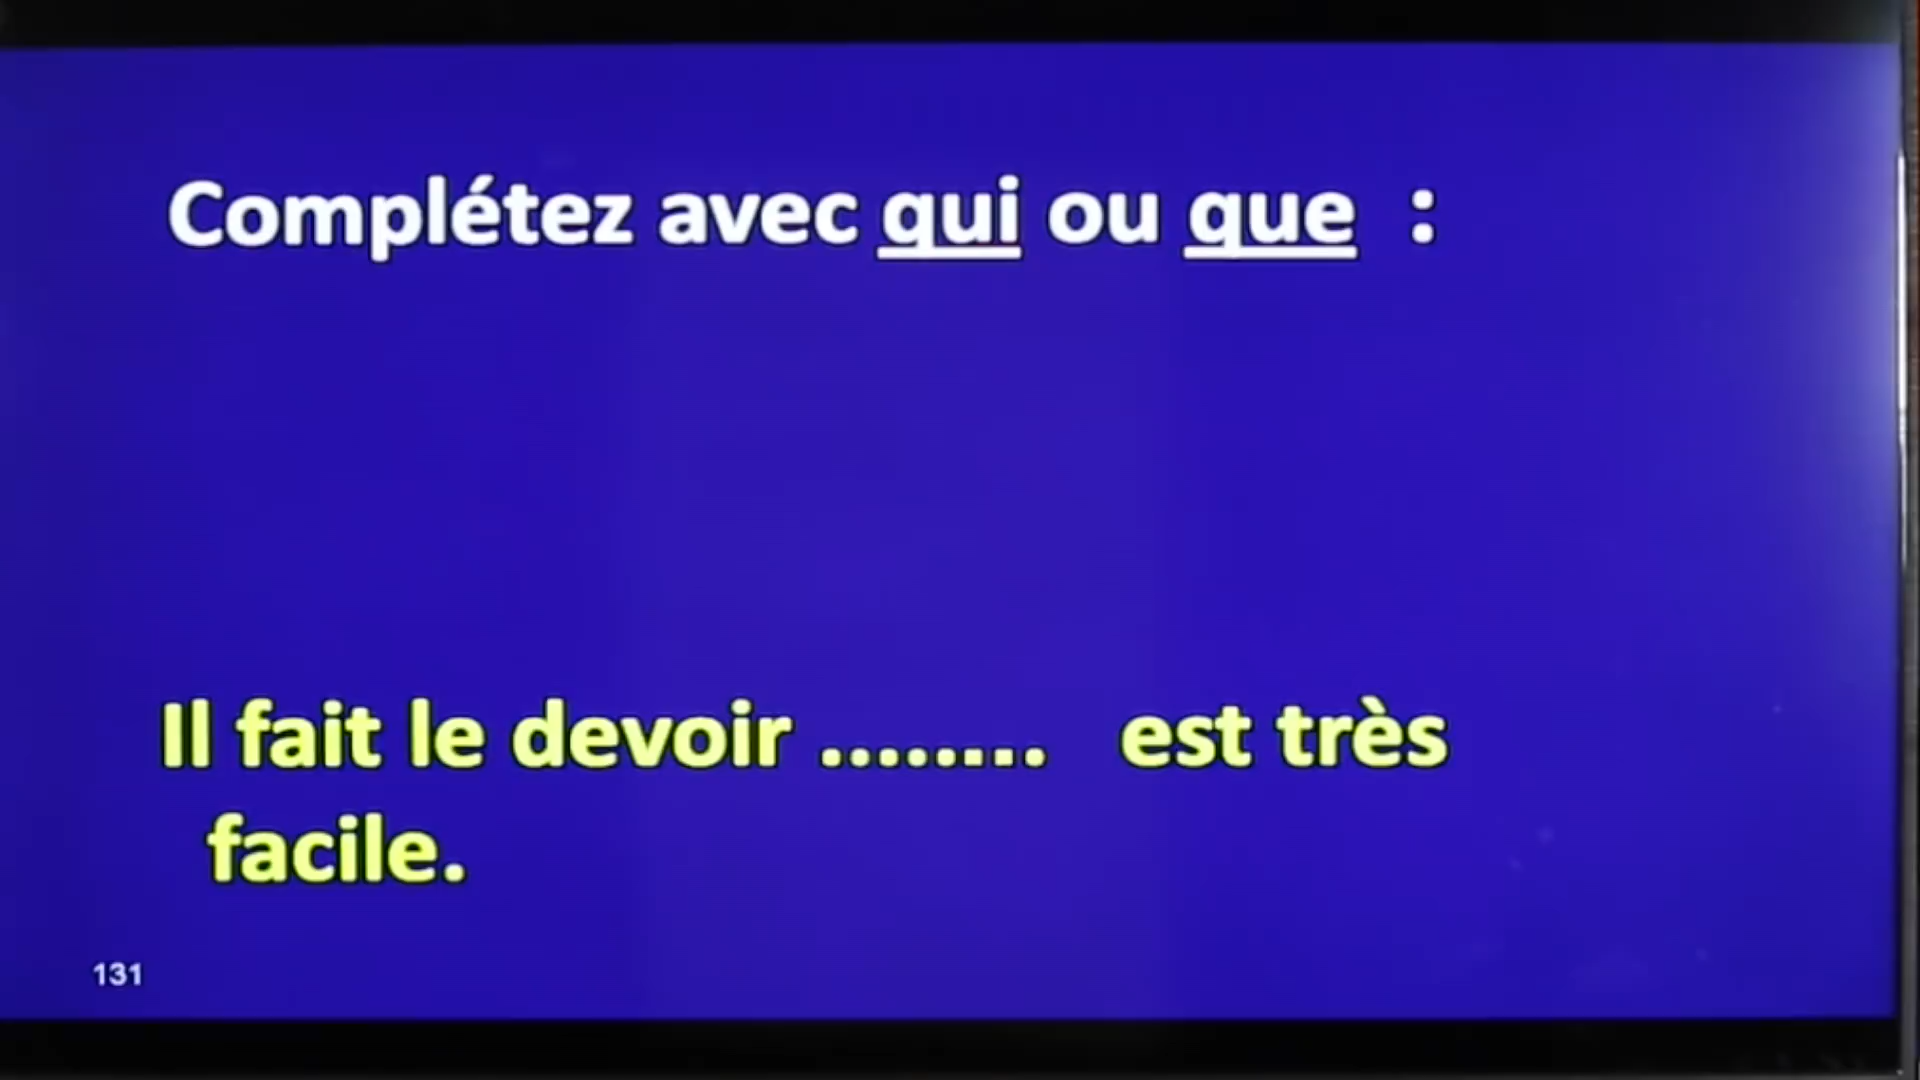 Complétez avec qui ou que :
Il fait le devoir ........ est très
facile.
131